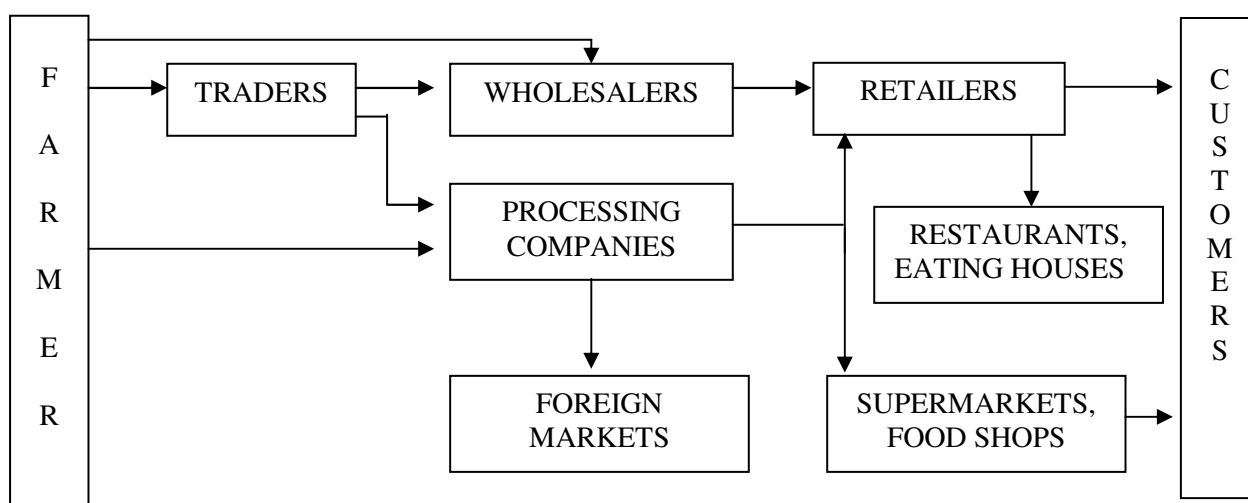 F
A
R
M
E
R
TRADERS
WHOLESALERS
RETAILERS
PROCESSING
COMPANIES
RESTAURANTS,
EATING HOUSES
FOREIGN
MARKETS
SUPERMARKETS,
FOOD SHOPS
C
U
S
T
O
M
E
R
S